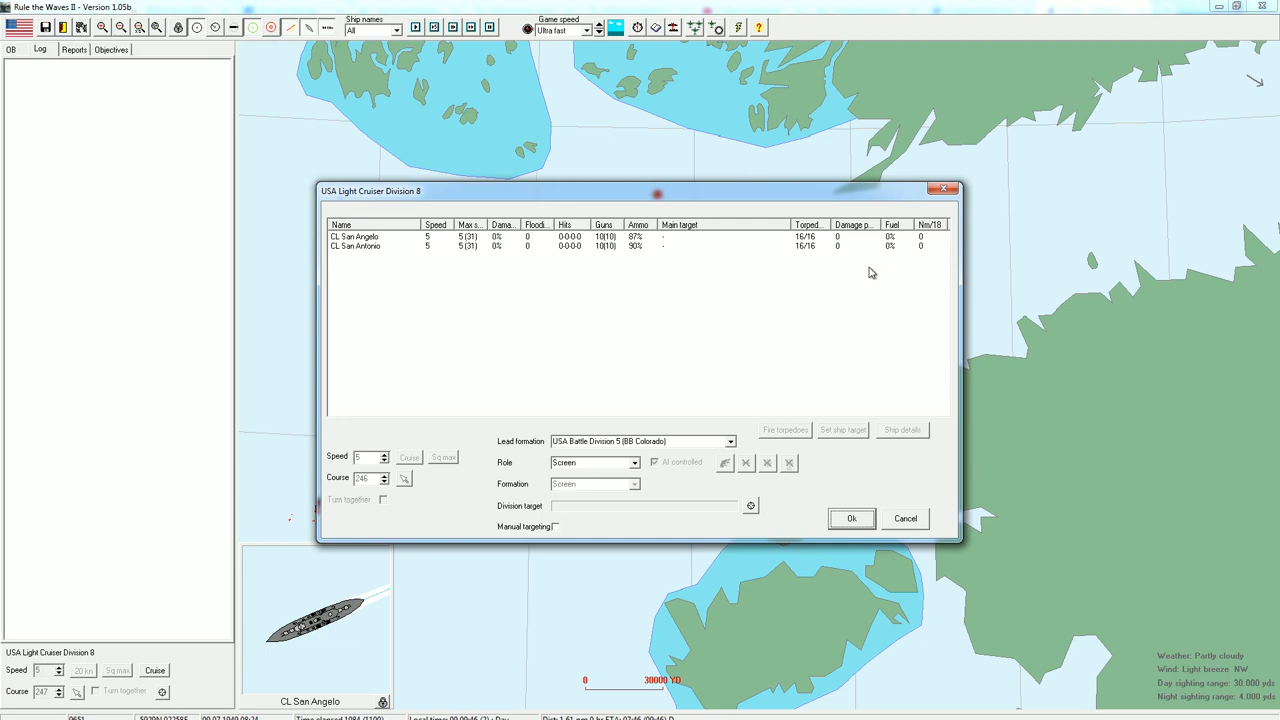 Rule the Waves II - Version 1.05b
Ship names
All
Game speed
Ultra fast
OB Log Reports Objectives
USA Light Cruiser Division 8
Name Speed Max s... Dama... Floodi... Hits Guns Ammo Main target Torped... Damage p... Fuel Nm/18
CL San Angelo 5 5 (31) 0% 0 0-0-0-0 10(10) 87% - 16/16 0 0% 0
CL San Antonio 5 5 (31) 0% 0 0-0-0-0 10(10) 90% - 16/16 0 0% 0
Fire torpedoes Set ship target Ship details
Lead formation USA Battle Division 5 (BB Colorado)
Speed 5 Cruise Sq max
Role Screen AI controlled
Course 246
Formation Screen
Turn together
Division target
Manual targeting
Ok Cancel
USA Light Cruiser Division 8
Speed 5 20 kn Sq max Cruise
Course 247 Turn together
CL San Angelo
0 30000 YD
Weather: Partly cloudy
Wind: Light breeze NW
Day sighting range: 30.000 yds
Night sighting range: 4.000 yds